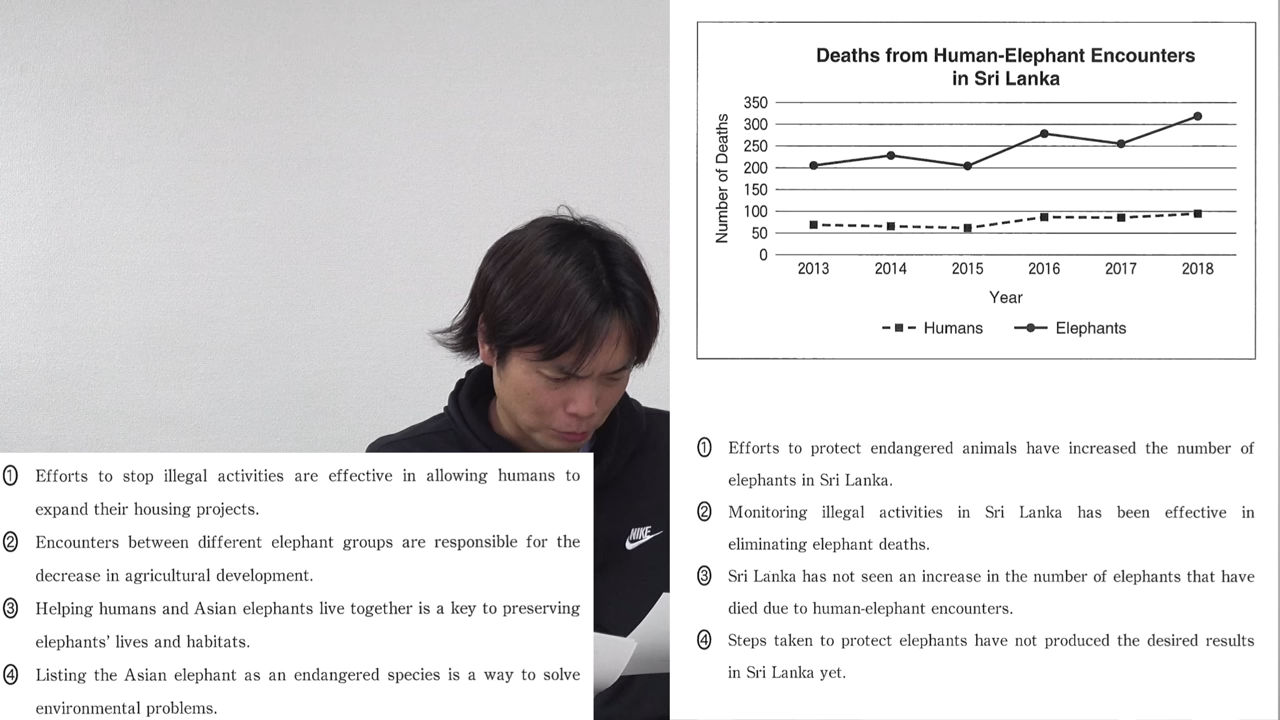 ① Efforts to stop illegal activities are effective in allowing humans to
expand their housing projects.
② Encounters between different elephant groups are responsible for the
decrease in agricultural development.
③ Helping humans and Asian elephants live together is a key to preserving
elephants' lives and habitats.
④ Listing the Asian elephant as an endangered species is a way to solve
environmental problems.
NIKE
Deaths from Human-Elephant Encounters
in Sri Lanka
Number of Deaths
350
300
250
200
150
100
50
0
2013 2014 2015 2016 2017 2018
Year
Humans Elephants
① Efforts to protect endangered animals have increased the number of
elephants in Sri Lanka.
② Monitoring illegal activities in Sri Lanka has been effective in
eliminating elephant deaths.
③ Sri Lanka has not seen an increase in the number of elephants that have
died due to human-elephant encounters.
④ Steps taken to protect elephants have not produced the desired results
in Sri Lanka yet.